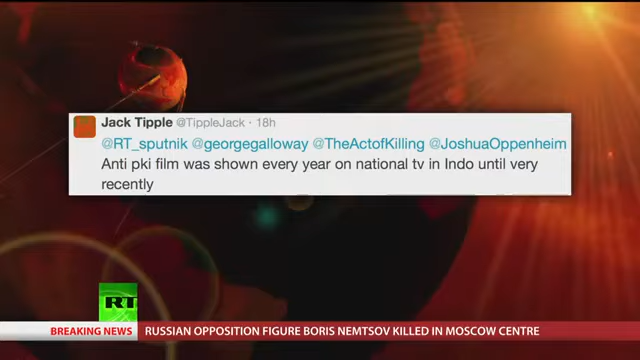 Jack Tipple @TippleJack · 18h
@RT_sputnik @georgegalloway @TheActofKilling @JoshuaOppenheim
Anti pki film was shown every year on national tv in Indo until very
recently
RT
BREAKING NEWS RUSSIAN OPPOSITION FIGURE BORIS NEMTSOV KILLED IN MOSCOW CENTRE